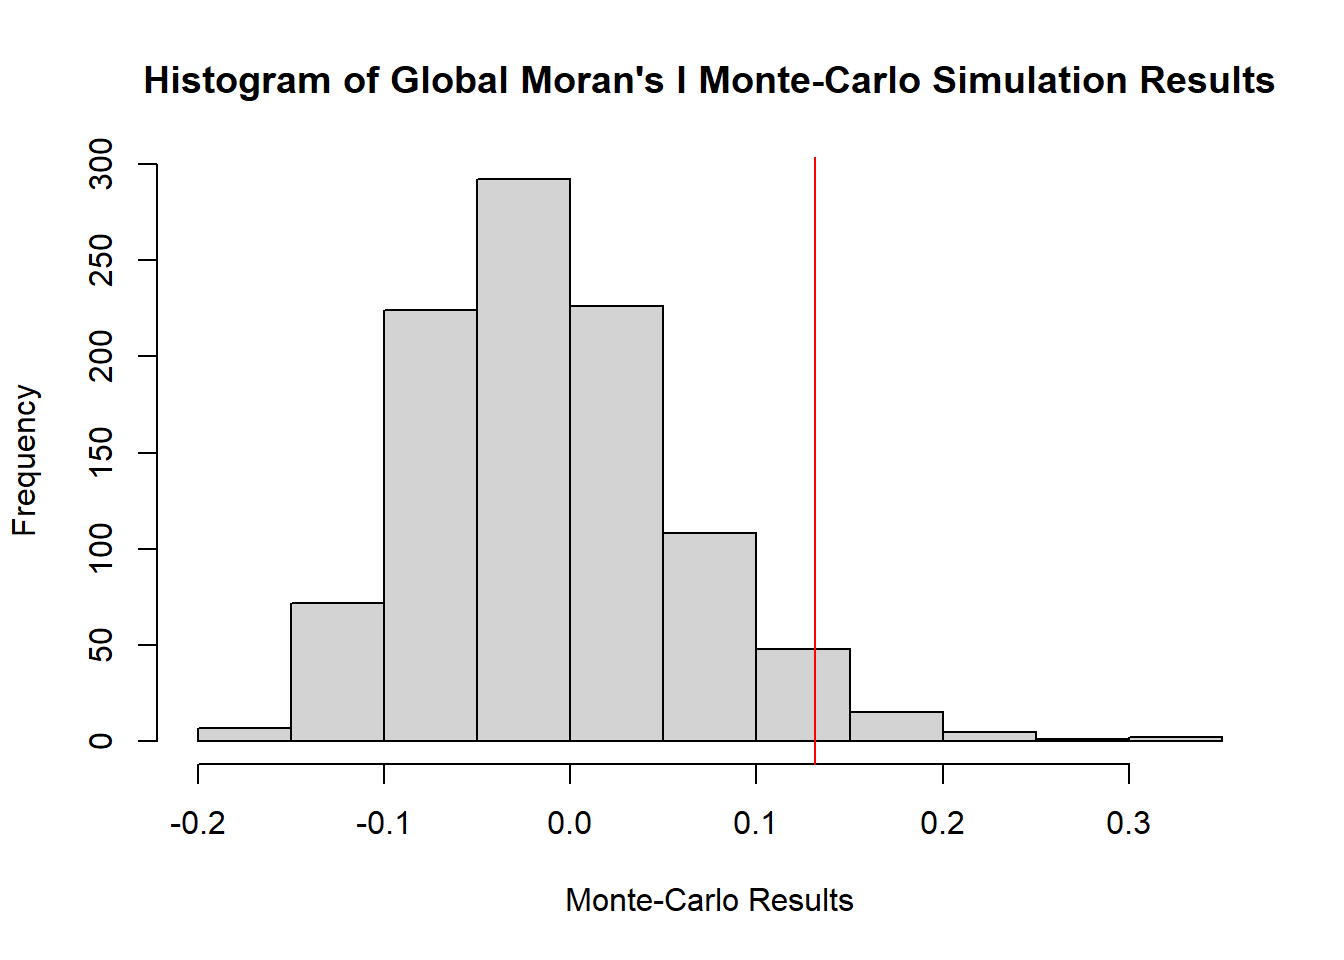 Histogram of Global Moran's I Monte-Carlo Simulation Results
300
250
200
150
100
50
0
Frequency
-0.2 -0.1 0.0 0.1 0.2 0.3
Monte-Carlo Results